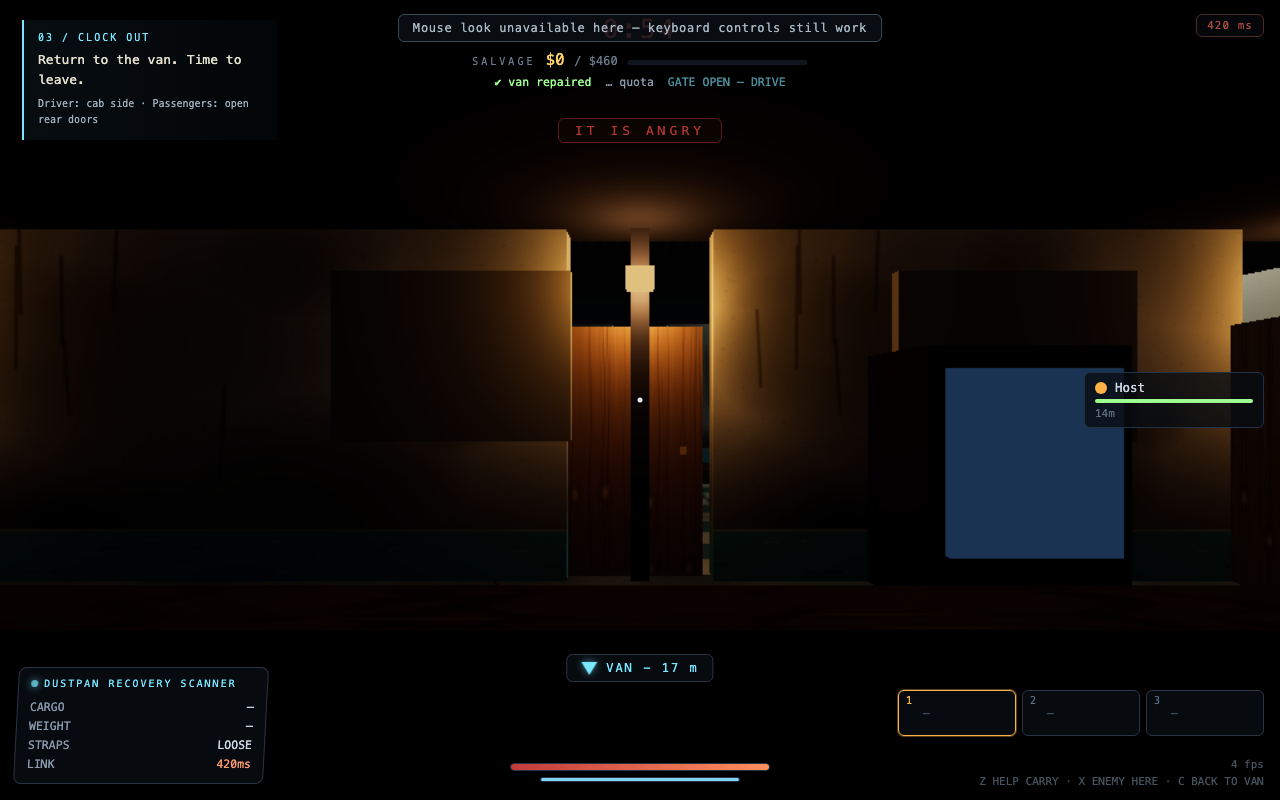 03 / CLOCK OUT
Return to the van. Time to
leave.
Driver: cab side · Passengers: open
rear doors
Mouse look unavailable here — keyboard controls still work
SALVAGE $0 / $460
✔ van repaired … quota GATE OPEN — DRIVE
IT IS ANGRY
420 ms
Host
14m
VAN — 17 m
DUSTPAN RECOVERY SCANNER
CARGO —
WEIGHT —
STRAPS LOOSE
LINK 420ms
1 —
2 —
3 —
4 fps
Z HELP CARRY · X ENEMY HERE · C BACK TO VAN